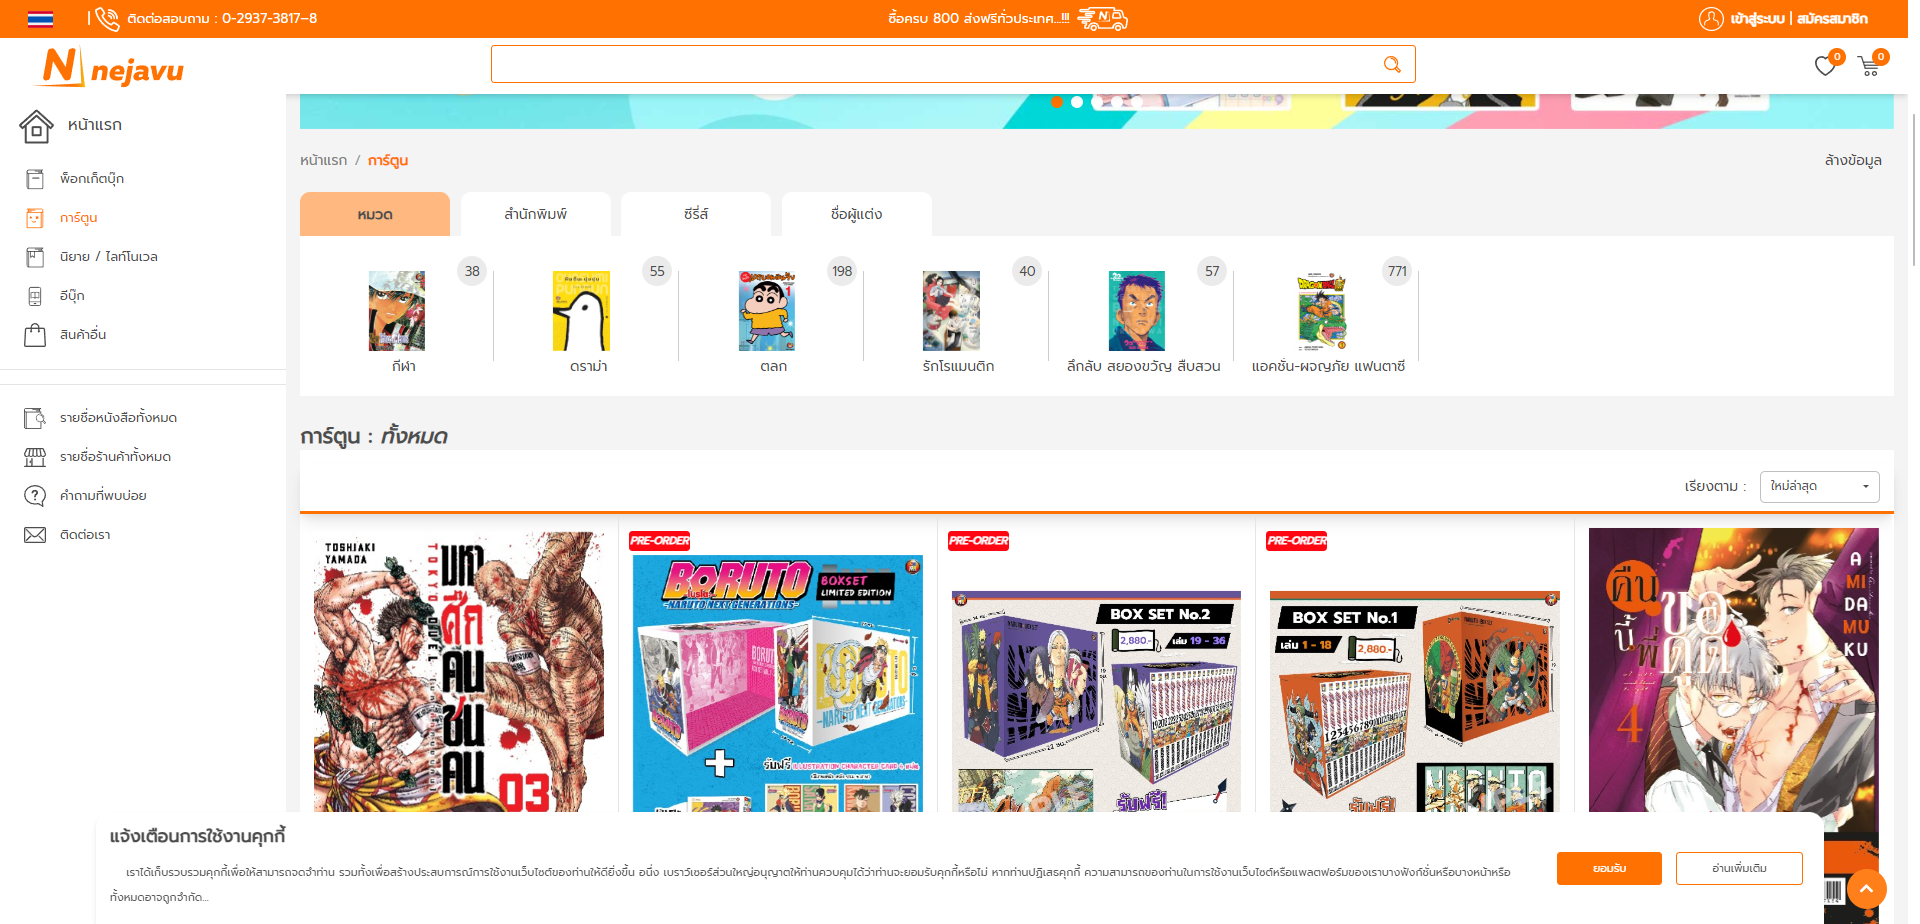 ติดต่อสอบถาม : 0-2937-3817–8
ซื้อครบ 800 ส่งฟรีทั่วประเทศ...!!!
เข้าสู่ระบบ | สมัครสมาชิก
N nejavu
0
0
หน้าแรก
พ็อกเก็ตบุ๊ก
การ์ตูน
นิยาย / ไลท์โนเวล
อีบุ๊ก
สินค้าอื่น
รายชื่อหนังสือทั้งหมด
รายชื่อร้านค้าทั้งหมด
คำถามที่พบบ่อย
ติดต่อเรา
หน้าแรก / การ์ตูน
ล้างข้อมูล
หมวด
สำนักพิมพ์
ซีรี่ส์
ชื่อผู้แต่ง
38
55
198
40
57
771
กีฬา
ดราม่า
ตลก
รักโรแมนติก
ลึกลับ สยองขวัญ สืบสวน
แอคชั่น-ผจญภัย แฟนตาซี
การ์ตูน : ทั้งหมด
เรียงตาม :
ใหม่ล่าสุด
TOSHIAKI
YAMADA
TOKYO DUEL
มหา
ศึก
คน
ชน
คน
03
PRE-ORDER
BORUTO
โบรูโตะ
-NARUTO NEXT GENERATIONS-
BOXSET
LIMITED EDITION
รับฟรี ILLUSTRATION CHARACTER CARD
PRE-ORDER
BOX SET No.2
2,880.-
เล่ม 19 - 36
รับฟรี!
PRE-ORDER
BOX SET No.1
เล่ม 1 - 18
2,880.-
รับฟรี!
คืน
นี้
พี่
ขอ
ดูด
4
A
MI
DA
MU
KU
แจ้งเตือนการใช้งานคุกกี้
เราได้เก็บรวบรวมคุกกี้เพื่อให้สามารถจดจำท่าน รวมทั้งเพื่อสร้างประสบการณ์การใช้งานเว็บไซต์ของท่านให้ดียิ่งขึ้น อนึ่ง เบราว์เซอร์ส่วนใหญ่อนุญาตให้ท่านควบคุมได้ว่าท่านจะยอมรับคุกกี้หรือไม่ หากท่านปฏิเสธคุกกี้ ความสามารถของท่านในการใช้งานเว็บไซต์หรือแพลตฟอร์มของเราบางฟังก์ชั่นหรือบางหน้าหรือ
ทั้งหมดอาจถูกจำกัด...
ยอมรับ
อ่านเพิ่มเติม